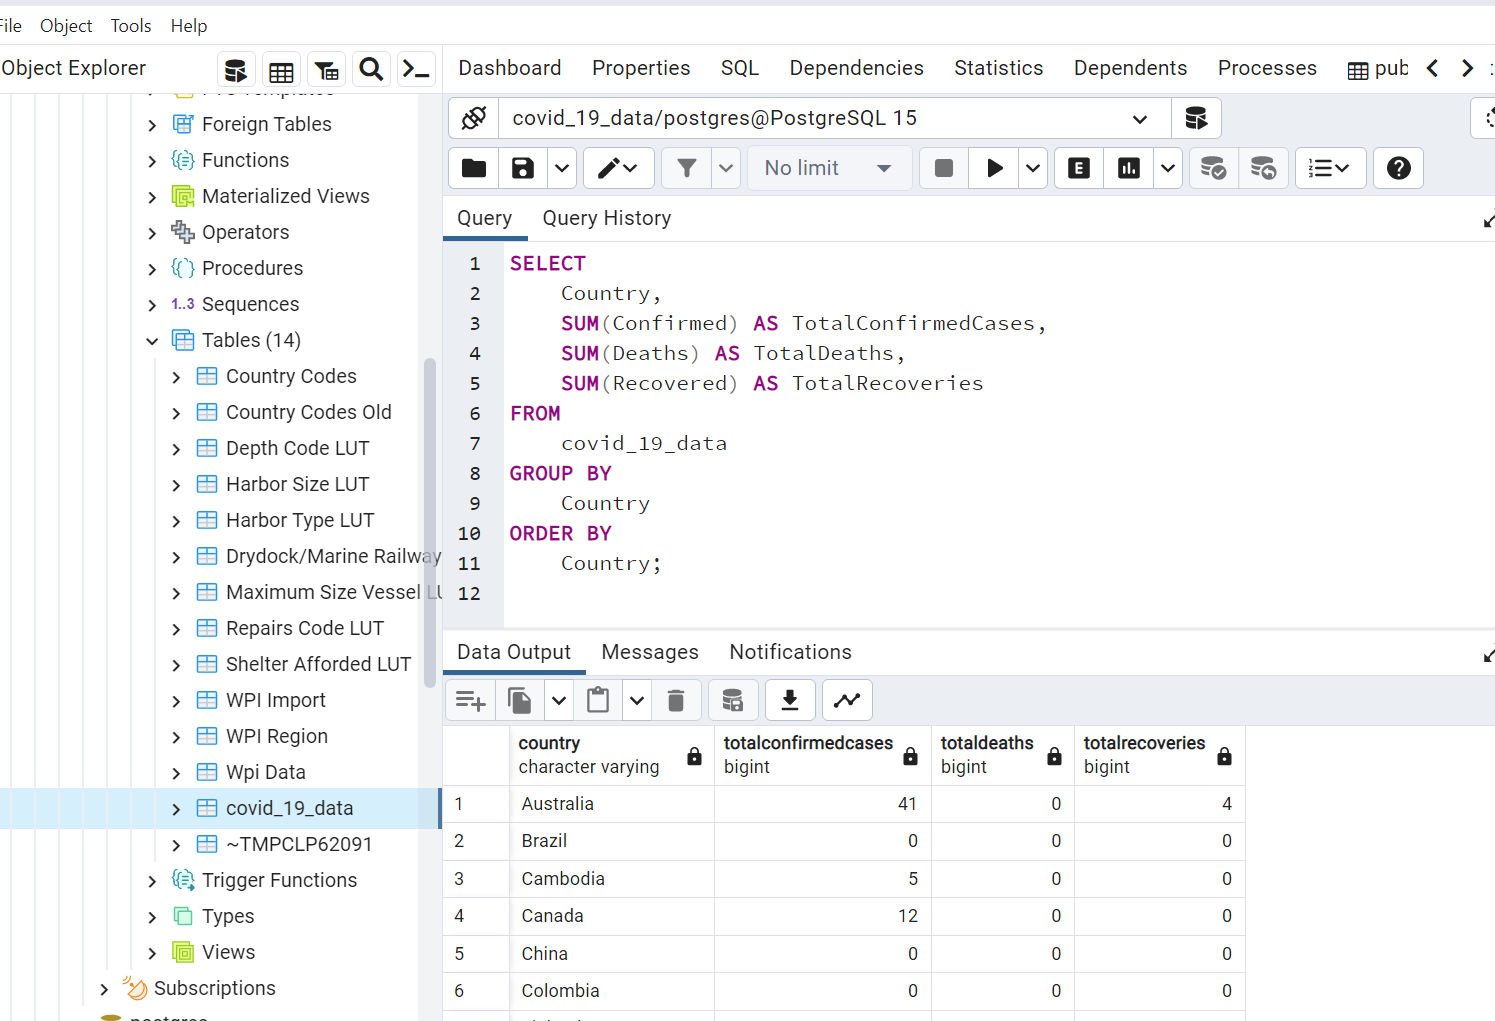 File Object Tools Help
Object Explorer
Dashboard Properties SQL Dependencies Statistics Dependents Processes pub
Foreign Tables
Functions
Materialized Views
Operators
Procedures
1..3 Sequences
Tables (14)
Country Codes
Country Codes Old
Depth Code LUT
Harbor Size LUT
Harbor Type LUT
Drydock/Marine Railway
Maximum Size Vessel LU
Repairs Code LUT
Shelter Afforded LUT
WPI Import
WPI Region
Wpi Data
covid_19_data
~TMPCLP62091
Trigger Functions
Types
Views
Subscriptions
postgres
covid_19_data/postgres@PostgreSQL 15
No limit
E
Query Query History
1 SELECT
2 Country,
3 SUM(Confirmed) AS TotalConfirmedCases,
4 SUM(Deaths) AS TotalDeaths,
5 SUM(Recovered) AS TotalRecoveries
6 FROM
7 covid_19_data
8 GROUP BY
9 Country
10 ORDER BY
11 Country;
12
Data Output Messages Notifications
country totalconfirmedcases totaldeaths totalrecoveries
character varying bigint bigint bigint
1 Australia 41 0 4
2 Brazil 0 0 0
3 Cambodia 5 0 0
4 Canada 12 0 0
5 China 0 0 0
6 Colombia 0 0 0